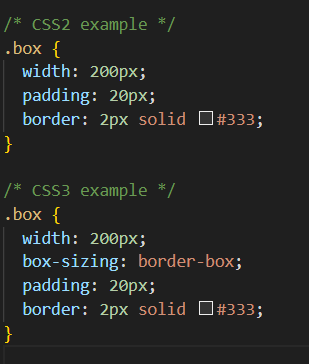 /* CSS2 example */
.box {
  width: 200px;
  padding: 20px;
  border: 2px solid #333;
}

/* CSS3 example */
.box {
  width: 200px;
  box-sizing: border-box;
  padding: 20px;
  border: 2px solid #333;
}